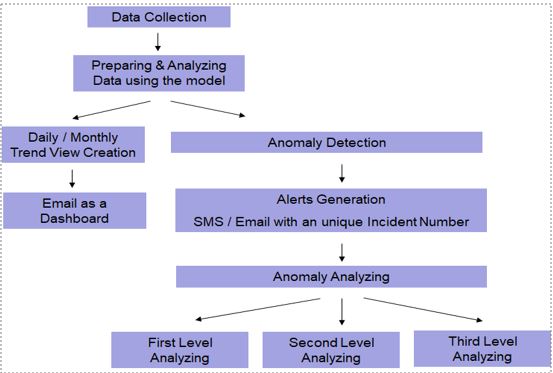 Data Collection
Preparing & Analyzing
Data using the model
Daily / Monthly
Trend View Creation
Anomaly Detection
Email as a
Dashboard
Alerts Generation
SMS / Email with an unique Incident Number
Anomaly Analyzing
First Level
Analyzing
Second Level
Analyzing
Third Level
Analyzing